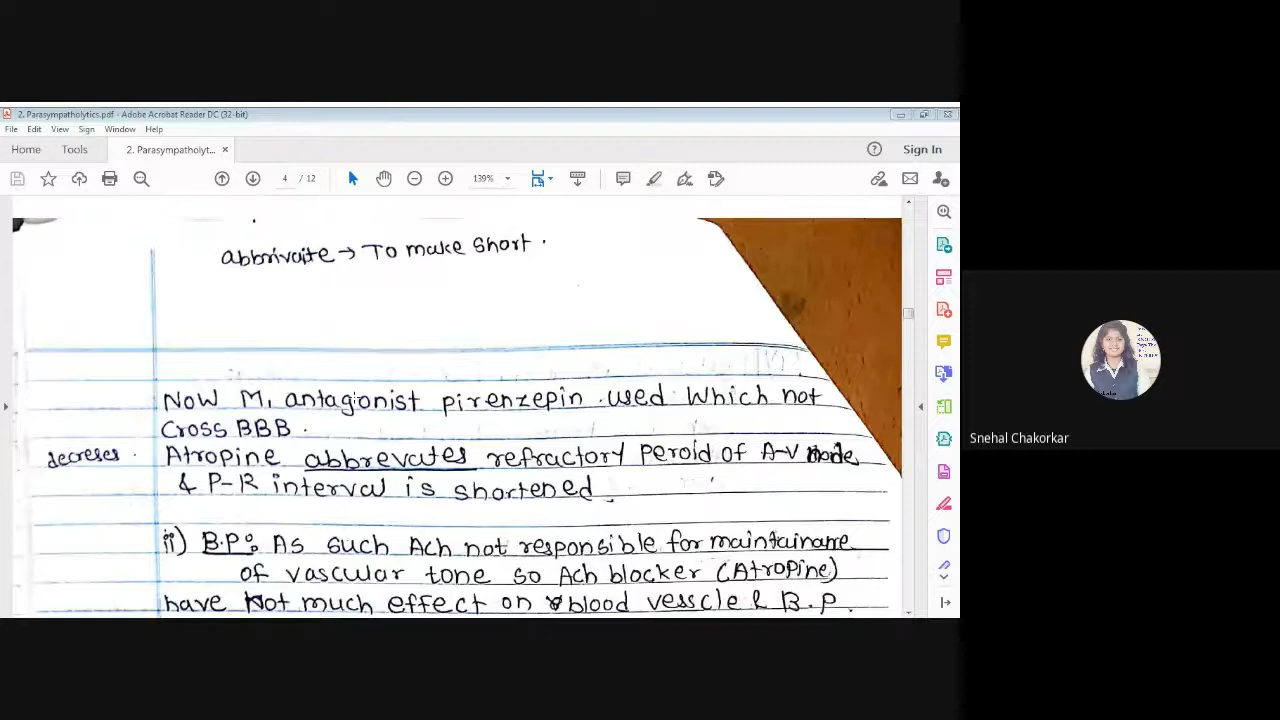 2. Parasympatholytics.pdf - Adobe Acrobat Reader DC (32-bit)
File Edit View Sign Window Help
Home Tools 2. Parasympatholyt... × Sign In
4 / 12 139%
abbrivaite → To make short.
Now M1 antagionist pirenzepin used which not
cross BBB.
decreses. Atropine abbrevates refractory peroid of A-V node
& P-R interval is shortened.
ii) B.P: As such Ach not responsible for maintainame
of vascular tone so Ach blocker (Atropine)
have Not much effect on blood vesscle & B.P.
Snehal Chakorkar